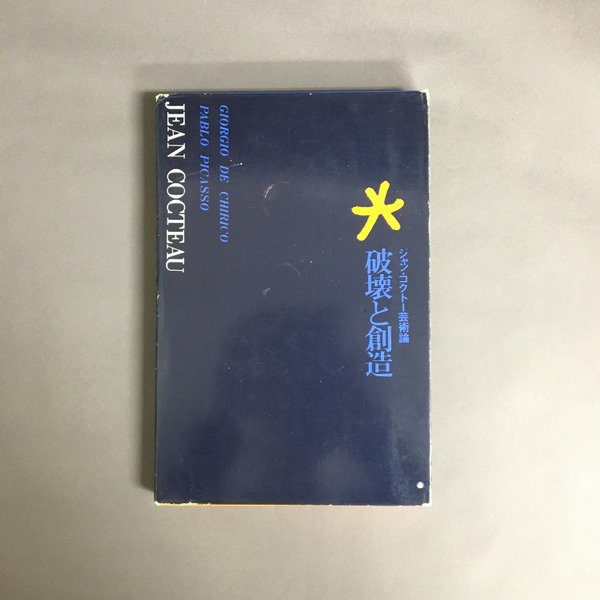 ジャン・コクトー芸術論
破壊と創造
GIORGIO DE CHIRICO
PABLO PICASSO
JEAN COCTEAU